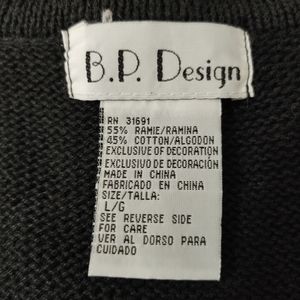 B.P. Design
RN 31691
55% RAMIE/RAMINA
45% COTTON/ALGODON
EXCLUSIVE OF DECORATION
EXCLUSIVO DE DECORACIÓN
MADE IN CHINA
FABRICADO EN CHINA
SIZE/TALLA:
L/G
SEE REVERSE SIDE
FOR CARE
VER AL DORSO PARA
CUIDADO